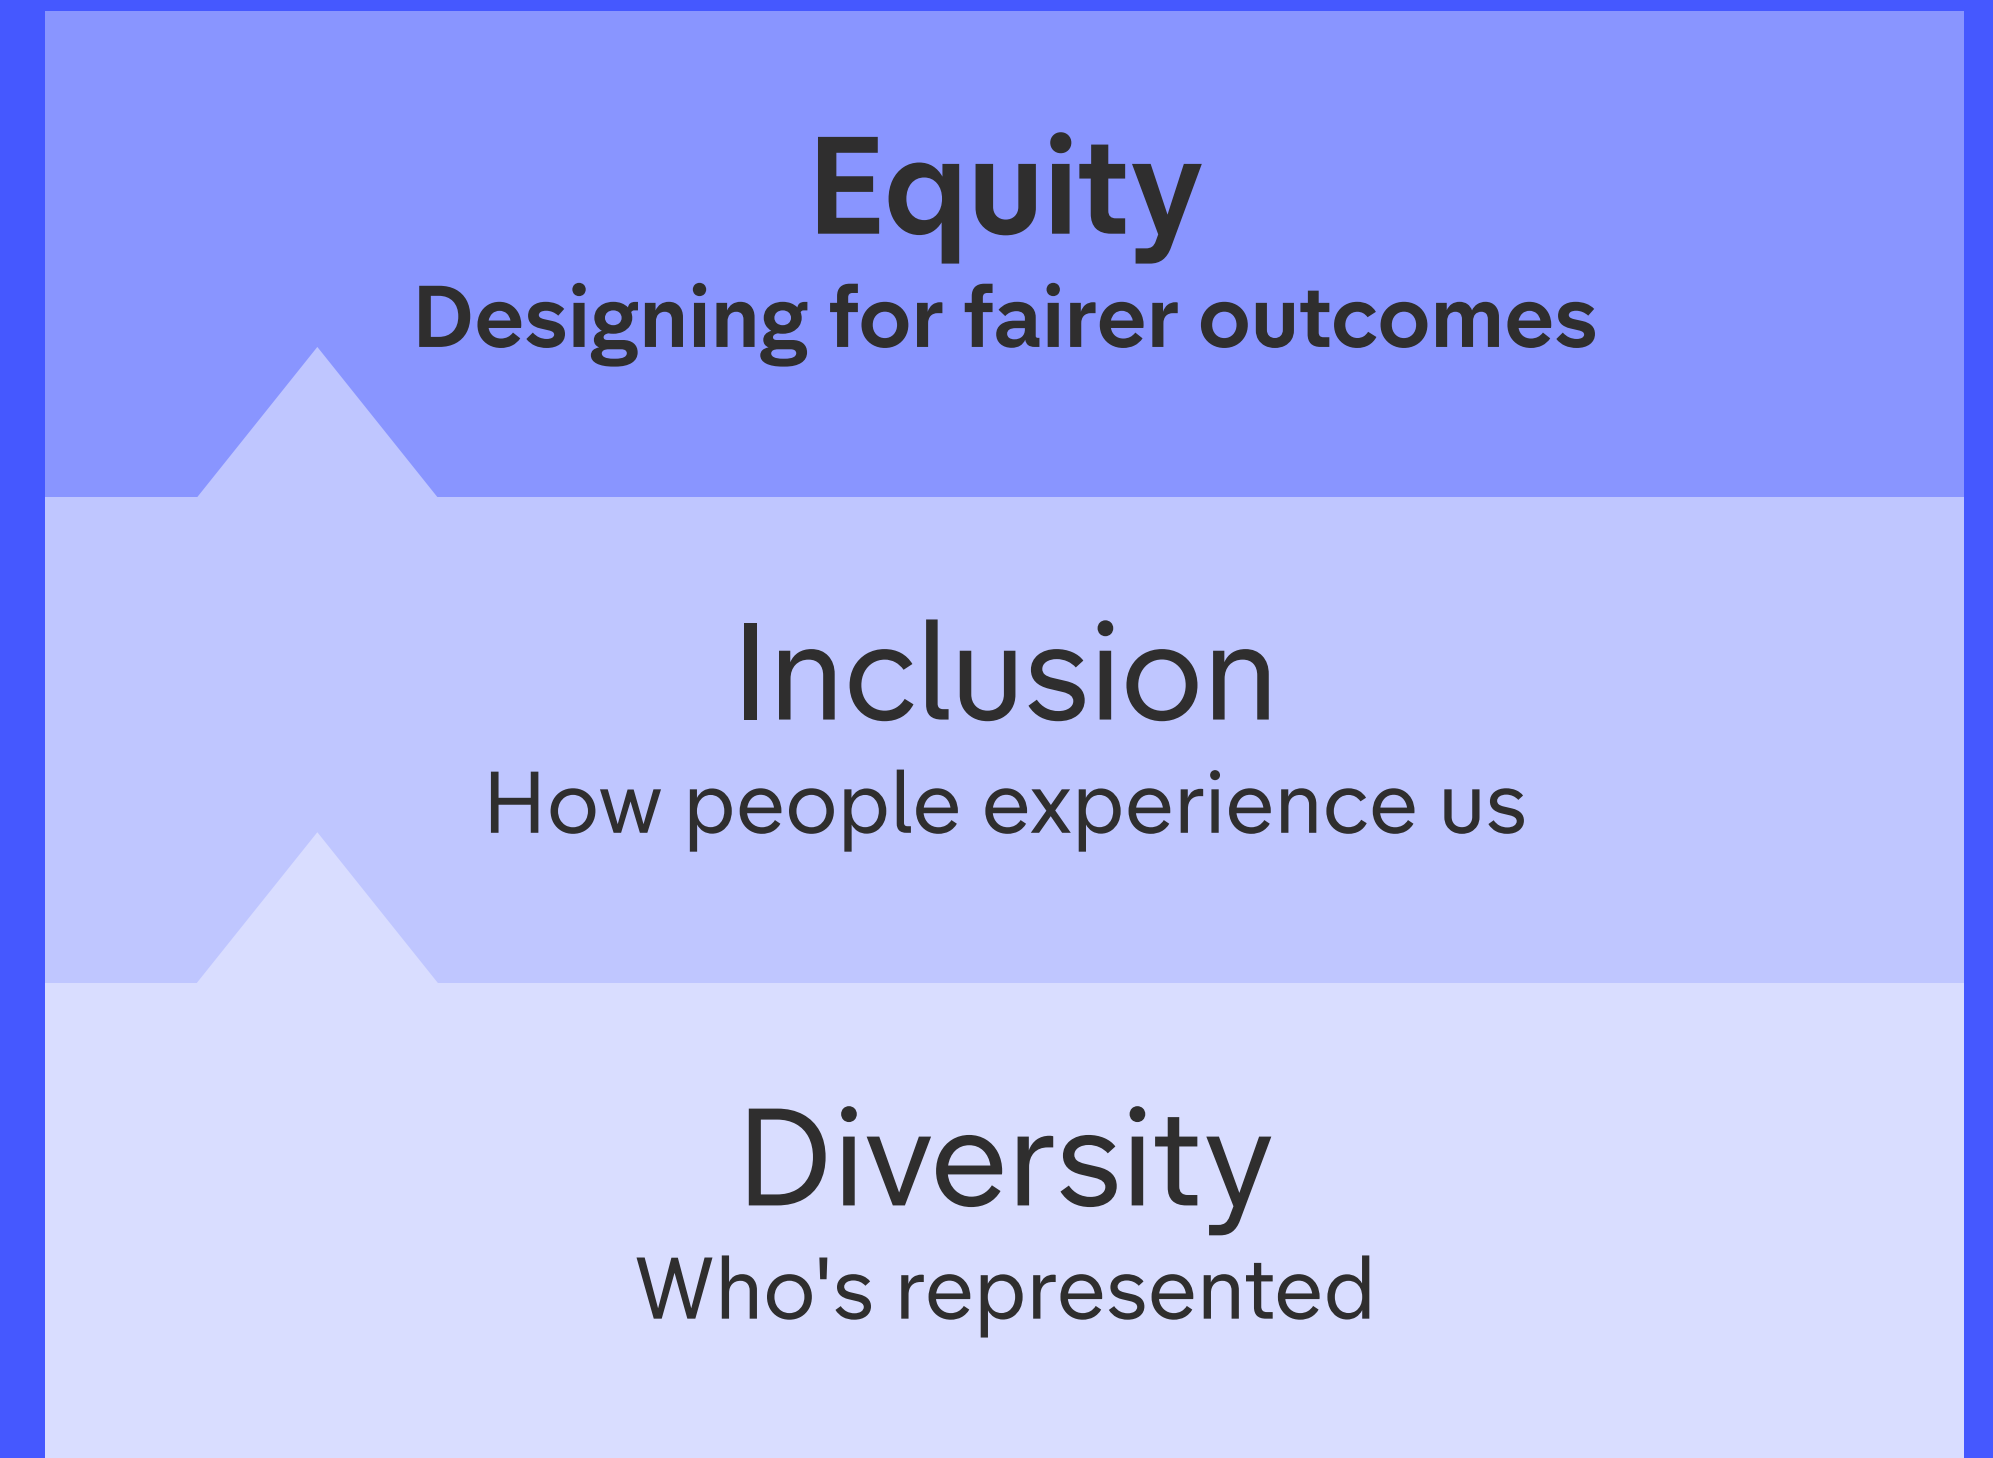 Equity
Designing for fairer outcomes
Inclusion
How people experience us
Diversity
Who's represented